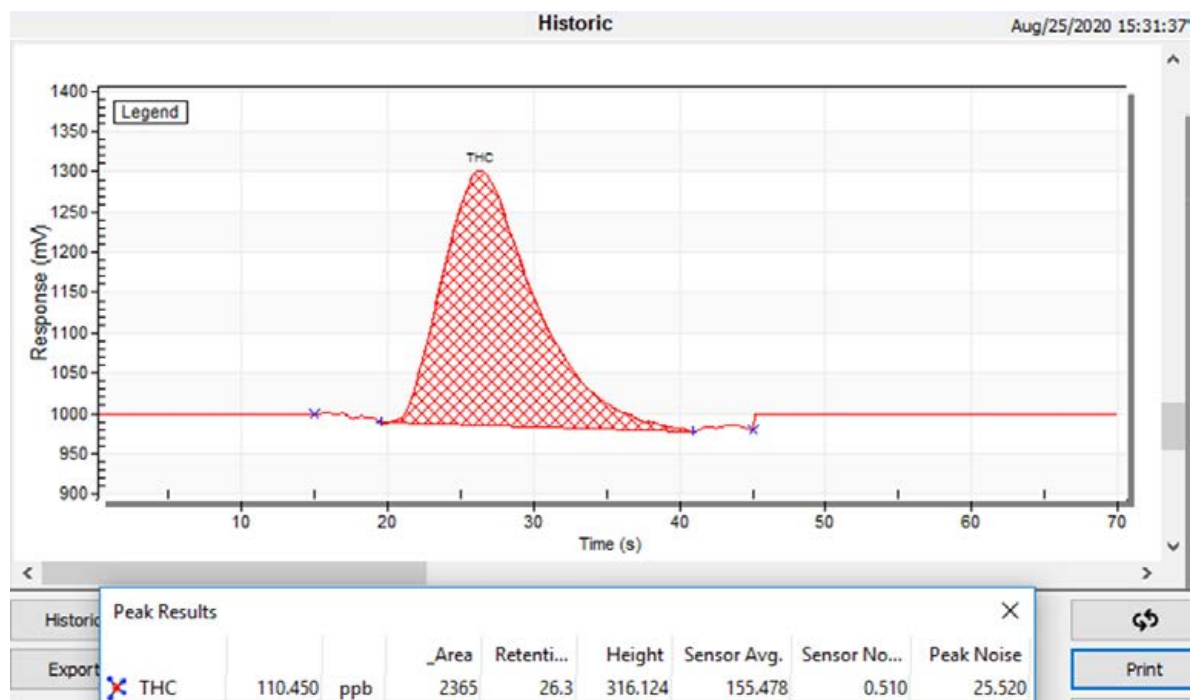 Historic
Aug/25/2020 15:31:37
1400
Legend
1350
THC
1300
1250
1200
1150
1100
1050
1000
950
900
Response (mV)
10 20 30 40 50 60 70
Time (s)
Historic
Export
Peak Results
_Area Retenti... Height Sensor Avg. Sensor No... Peak Noise
THC 110.450 ppb 2365 26.3 316.124 155.478 0.510 25.520
Print